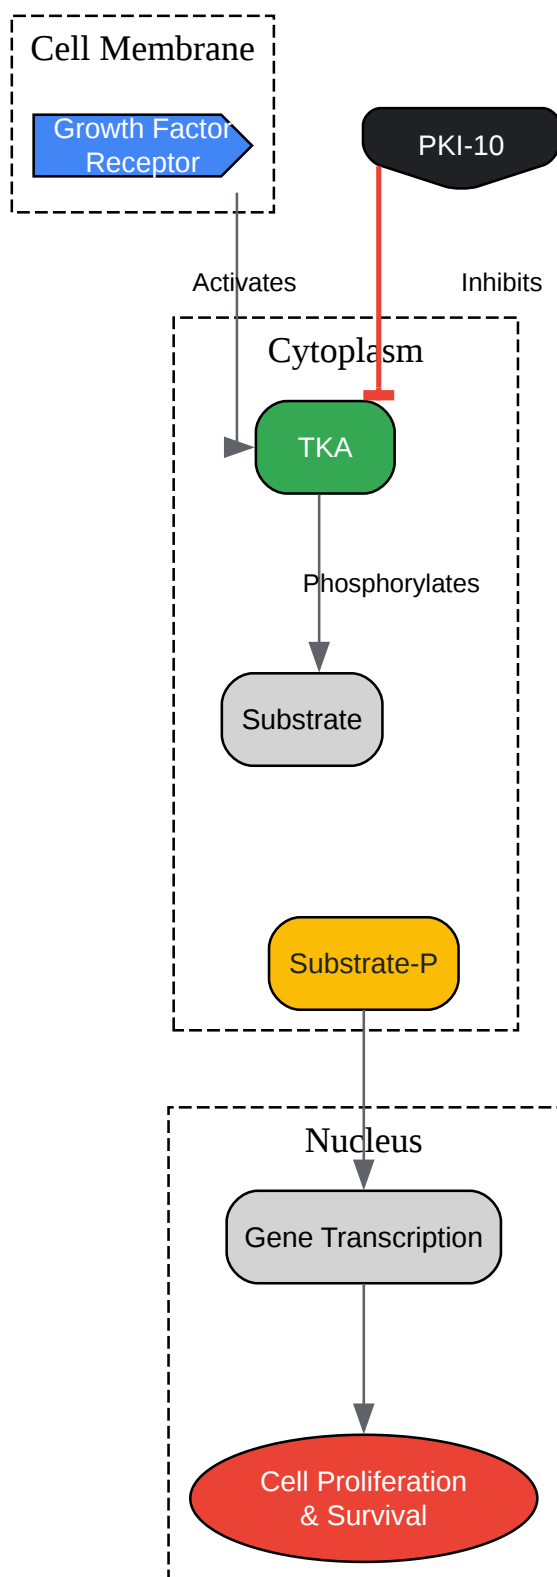 Cell Membrane
Growth Factor
Receptor
PKI-10
Activates
Inhibits
Cytoplasm
TKA
Phosphorylates
Substrate
Substrate-P
Nucleus
Gene Transcription
Cell Proliferation
& Survival